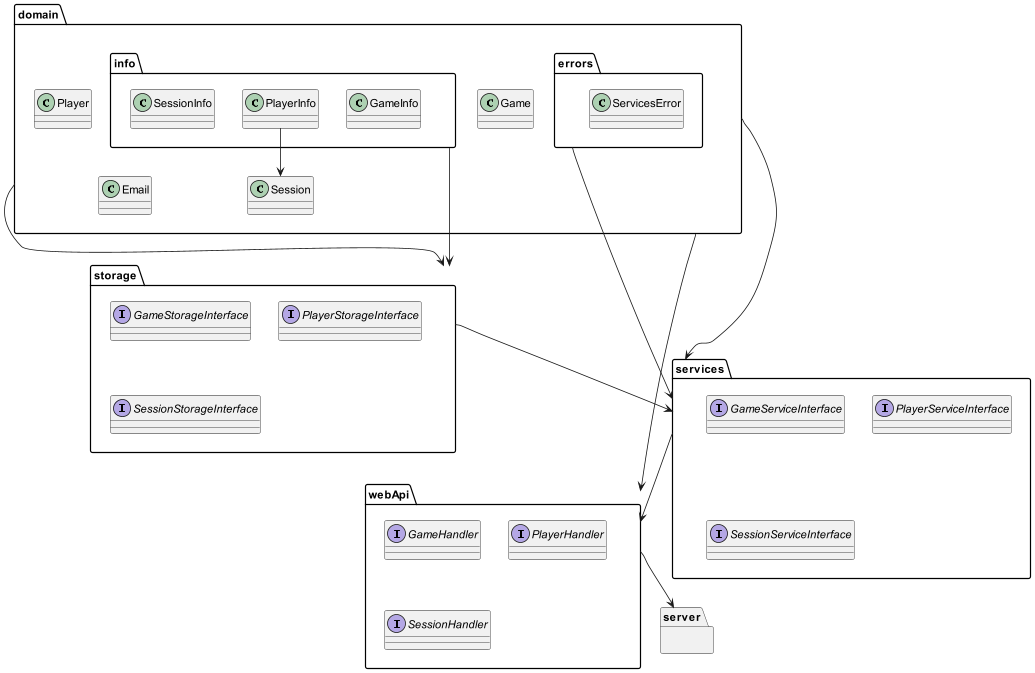 domain
info
errors
C Player
C SessionInfo
C PlayerInfo
C GameInfo
C Game
C ServicesError
C Email
C Session
storage
I GameStorageInterface
I PlayerStorageInterface
I SessionStorageInterface
services
I GameServiceInterface
I PlayerServiceInterface
I SessionServiceInterface
webApi
I GameHandler
I PlayerHandler
I SessionHandler
server